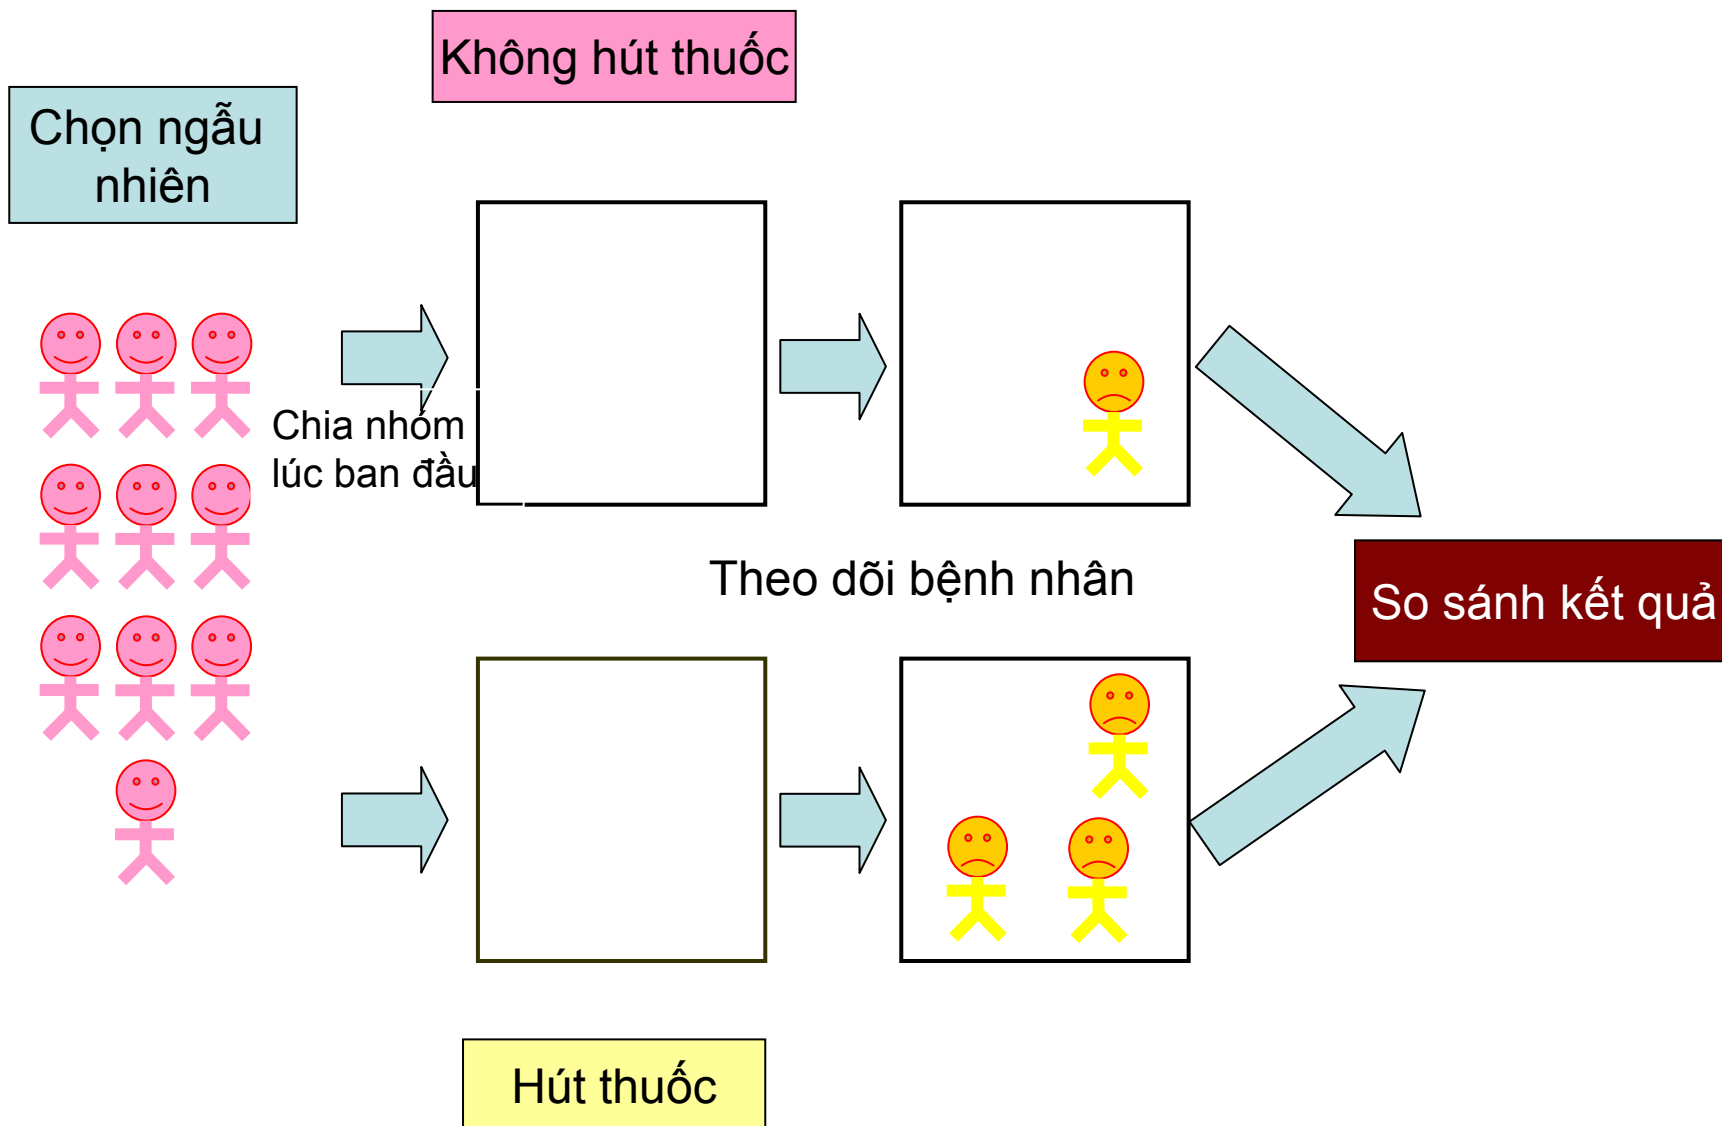 Không hút thuốc
Chọn ngẫu
nhiên
Chia nhóm
lúc ban đầu
Theo dõi bệnh nhân
So sánh kết quả
Hút thuốc